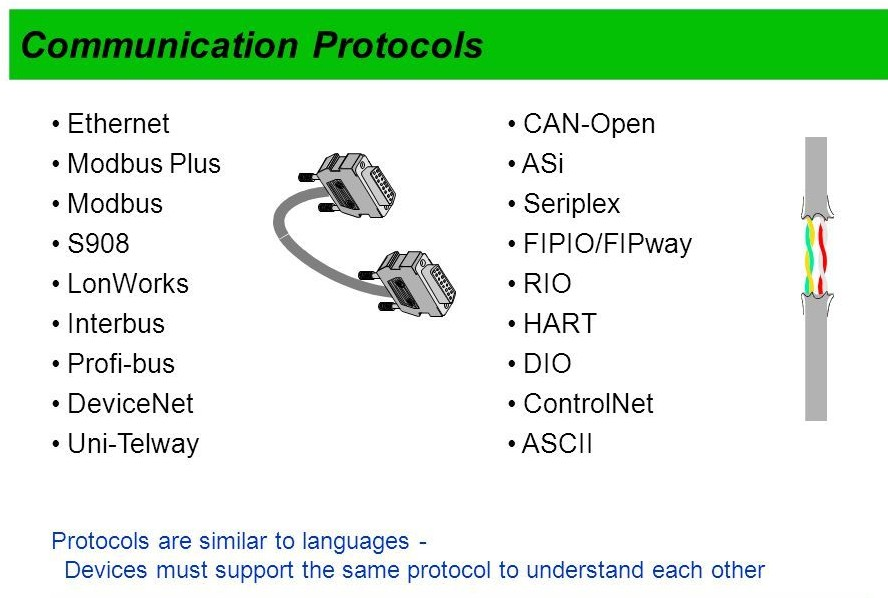 Communication Protocols
• Ethernet
• Modbus Plus
• Modbus
• S908
• LonWorks
• Interbus
• Profi-bus
• DeviceNet
• Uni-Telway
• CAN-Open
• ASi
• Seriplex
• FIPIO/FIPway
• RIO
• HART
• DIO
• ControlNet
• ASCII
Protocols are similar to languages -
Devices must support the same protocol to understand each other